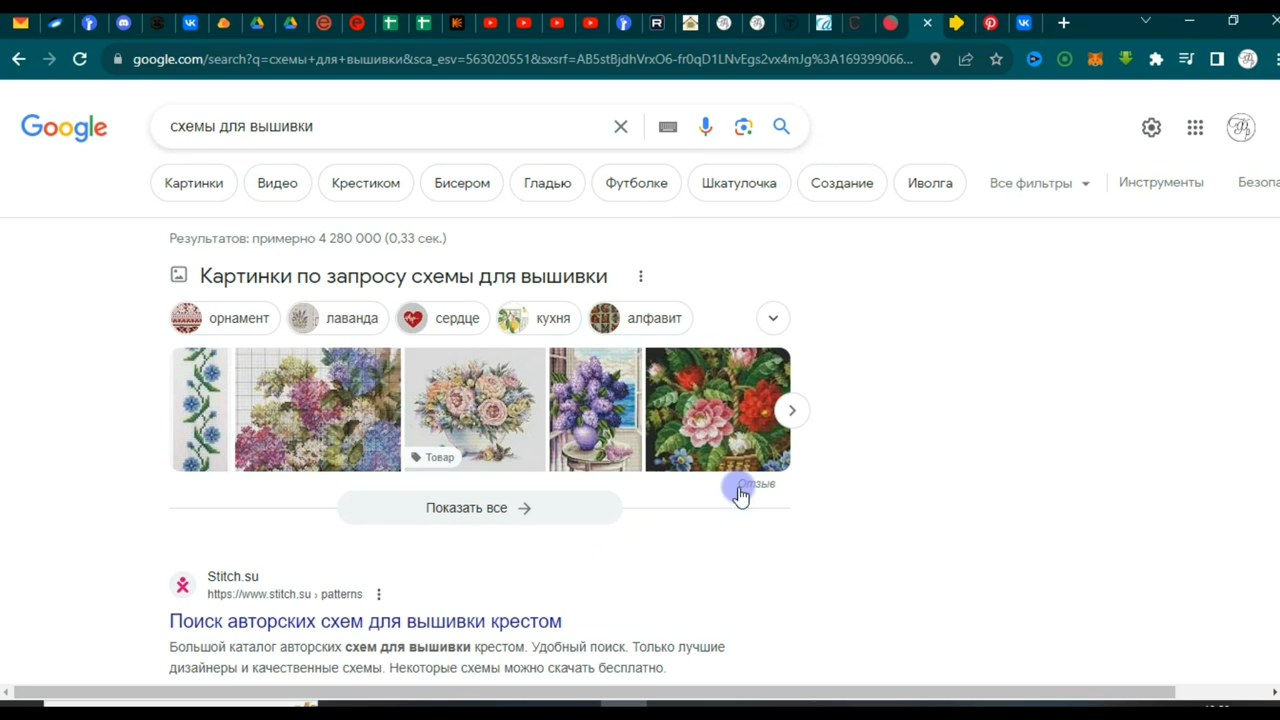 google.com/search?q=схемы+для+вышивки&sca_esv=563020551&sxsrf=AB5stBjdhVrxO6-fr0qD1LNvEgs2vx4mJg%3A169399066...
Google
схемы для вышивки
Картинки
Видео
Крестиком
Бисером
Гладью
Футболке
Шкатулочка
Создание
Иволга
Все фильтры
Инструменты
Результатов: примерно 4 280 000 (0,33 сек.)
Картинки по запросу схемы для вышивки
орнамент
лаванда
сердце
кухня
алфавит
Товар
Отзыв
Показать все
Stitch.su
https://www.stitch.su › patterns
Поиск авторских схем для вышивки крестом
Большой каталог авторских схем для вышивки крестом. Удобный поиск. Только лучшие
дизайнеры и качественные схемы. Некоторые схемы можно скачать бесплатно.